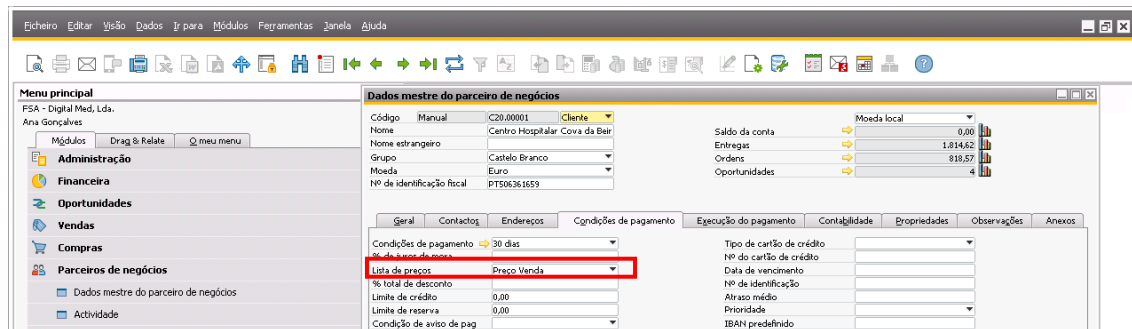 Ficheiro Editar Visão Dados Ir para Módulos Ferramentas Janela Ajuda
Menu principal
FSA - Digital Med, Lda.
Ana Gonçalves
Módulos Drag & Relate O meu menu
Administração
Financeira
Oportunidades
Vendas
Compras
Parceiros de negócios
Dados mestre do parceiro de negócios
Actividade
Dados mestre do parceiro de negócios
Código Manual C20.00001 Cliente
Nome Centro Hospitalar Cova da Beir
Nome estrangeiro
Grupo Castelo Branco
Moeda Euro
Nº de identificação fiscal PT506361659
Moeda local
Saldo da conta 0,00
Entregas 1.814,62
Ordens 818,57
Oportunidades 4
Geral Contactos Endereços Condições de pagamento Execução do pagamento Contabilidade Propriedades Observações Anexos
Condições de pagamento 30 dias
% de juros de mora
Lista de preços Preço Venda
% total de desconto
Limite de crédito 0,00
Limite de reserva 0,00
Condição de aviso de pag
Tipo de cartão de crédito
Nº do cartão de crédito
Data de vencimento
Nº de identificação
Atraso médio
Prioridade
IBAN predefinido